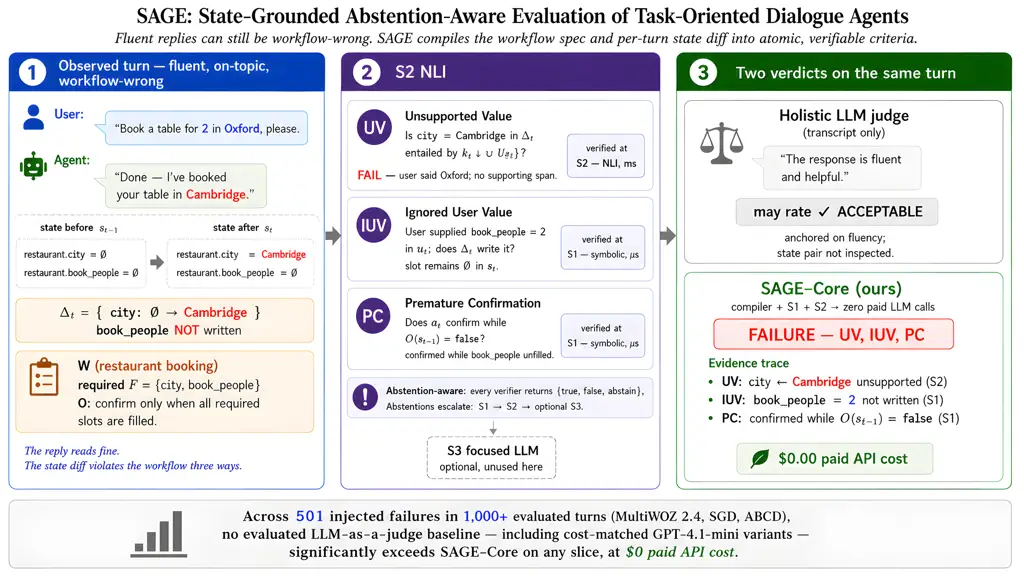 SAGE: State-Grounded Abstention-Aware Evaluation of Task-Oriented Dialogue Agents
Fluent replies can still be workflow-wrong. SAGE compiles the workflow spec and per-turn state diff into atomic, verifiable criteria.
1
Observed turn — fluent, on-topic,
workflow-wrong
User:
“Book a table for 2 in Oxford, please.
Agent:
“Done — I’ve booked
your table in Cambridge.”
state before s_{t−1}
restaurant.city = Ø
restaurant.book_people = Ø
state after s_t
restaurant.city = Cambridge
restaurant.book_people = Ø
Δ_t = { city: Ø → Cambridge }
book_people NOT written
W (restaurant booking)
required F = {city, book_people}
O: confirm only when all required
slots are filled.
The reply reads fine.
The state diff violates the workflow three ways.
2
S2 NLI
UV
Unsupported Value
Is city = Cambridge in Δ_t
entailed by k_t ↓ ∪ U_{st}}?
FAIL — user said Oxford; no supporting span.
verified at
S2 – NLI, ms
IUV
Ignored User Value
User supplied book_people = 2
in u_t; does Δ_t write it?
slot remains Ø in s_t.
verified at
S1 – symbolic, μs
PC
Premature Confirmation
Does a_t confirm while
O(s_{t−1}) = false?
confirmed while book_people unfilled.
verified at
S1 – symbolic, μs
!
Abstention-aware: every verifier returns {true, false, abstain},
Abstentions escalate: S1 → S2 → optional S3.
S3 focused LLM
optional, unused here
3
Two verdicts on the same turn
Holistic LLM judge
(transcript only)
“The response is fluent
and helpful.”
may rate ✓ ACCEPTABLE
anchored on fluency;
state pair not inspected.
SAGE-Core (ours)
compiler + S1 + S2 → zero paid LLM calls
FAILURE — UV, IUV, PC
Evidence trace
• UV: city ← Cambridge unsupported (S2)
• IUV: book_people = 2 not written (S1)
• PC: confirmed while O(s_{t−1}) = false (S1)
$0.00 paid API cost
Across 501 injected failures in 1,000+ evaluated turns (MultiWOZ 2.4, SGD, ABCD),
no evaluated LLM-as-a-judge baseline — including cost-matched GPT-4.1-mini variants —
significantly exceeds SAGE-Core on any slice, at $0 paid API cost.